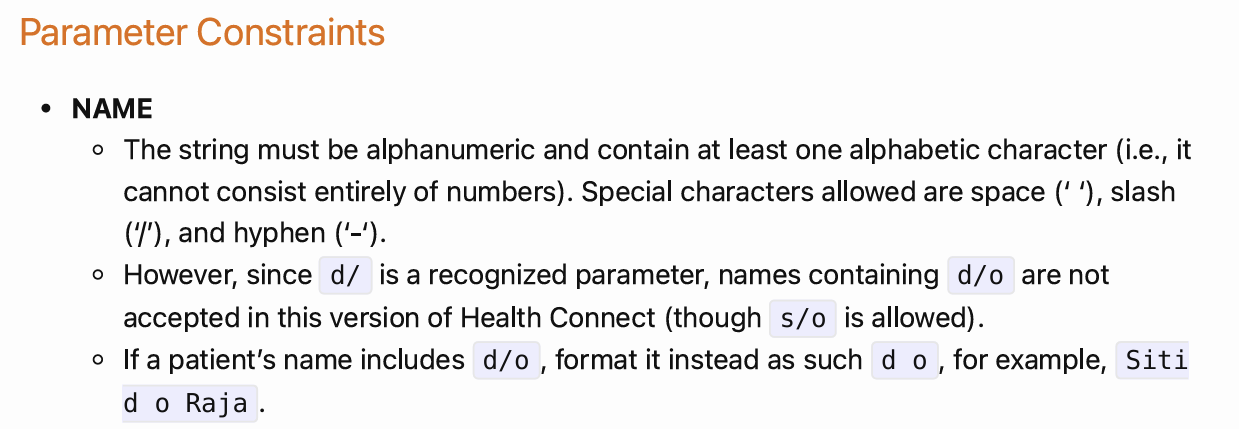 Parameter Constraints
• NAME
◦ The string must be alphanumeric and contain at least one alphabetic character (i.e., it
cannot consist entirely of numbers). Special characters allowed are space (‘ ‘), slash
(‘/’), and hyphen (‘-‘).
◦ However, since d/ is a recognized parameter, names containing d/o are not
accepted in this version of Health Connect (though s/o is allowed).
◦ If a patient’s name includes d/o, format it instead as such d o, for example, Siti
d o Raja.